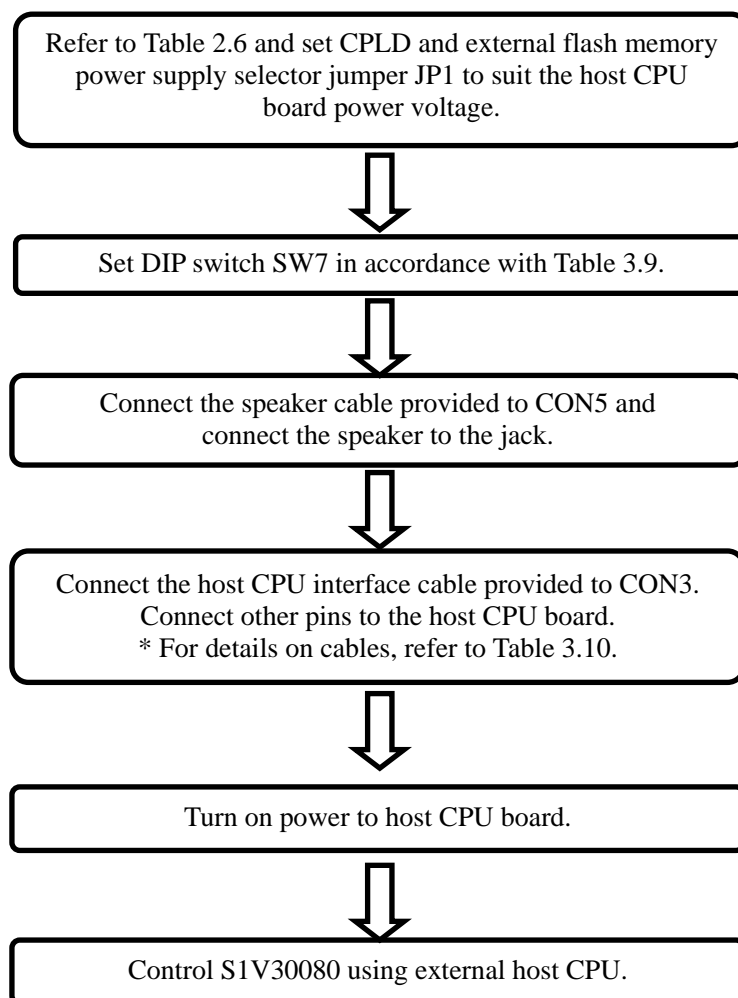 Refer to Table 2.6 and set CPLD and external flash memory
power supply selector jumper JP1 to suit the host CPU
board power voltage.
Set DIP switch SW7 in accordance with Table 3.9.
Connect the speaker cable provided to CON5 and
connect the speaker to the jack.
Connect the host CPU interface cable provided to CON3.
Connect other pins to the host CPU board.
* For details on cables, refer to Table 3.10.
Turn on power to host CPU board.
Control S1V30080 using external host CPU.